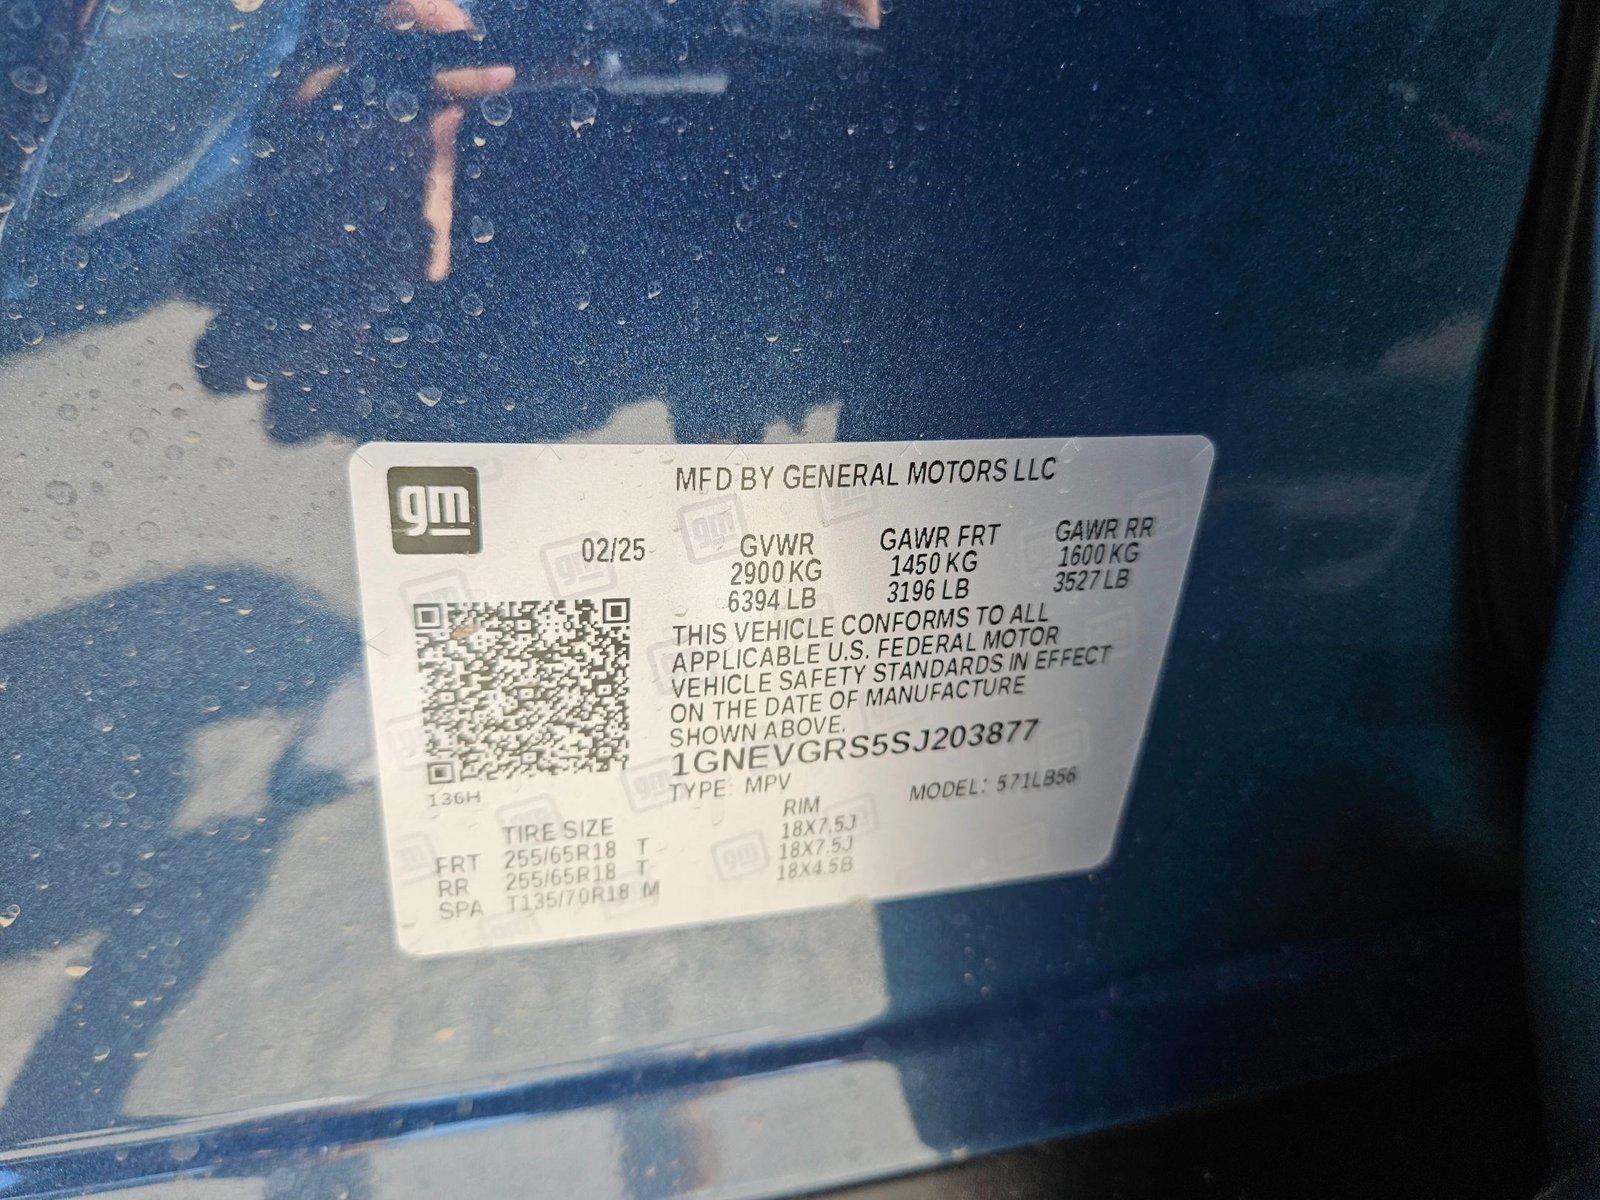 gm
MFD BY GENERAL MOTORS LLC
02/25 GVWR GAWR FRT GAWR RR
2900 KG 1450 KG 1600 KG
6394 LB 3196 LB 3527 LB
THIS VEHICLE CONFORMS TO ALL
APPLICABLE U.S. FEDERAL MOTOR
VEHICLE SAFETY STANDARDS IN EFFECT
ON THE DATE OF MANUFACTURE
SHOWN ABOVE.
1GNEVGRS5SJ203877
TYPE: MPV MODEL: 571LB56
136H
TIRE SIZE RIM
FRT 255/65R18 T 18X7.5J
RR 255/65R18 T 18X7.5J
SPA T135/70R18 M 18X4.5B